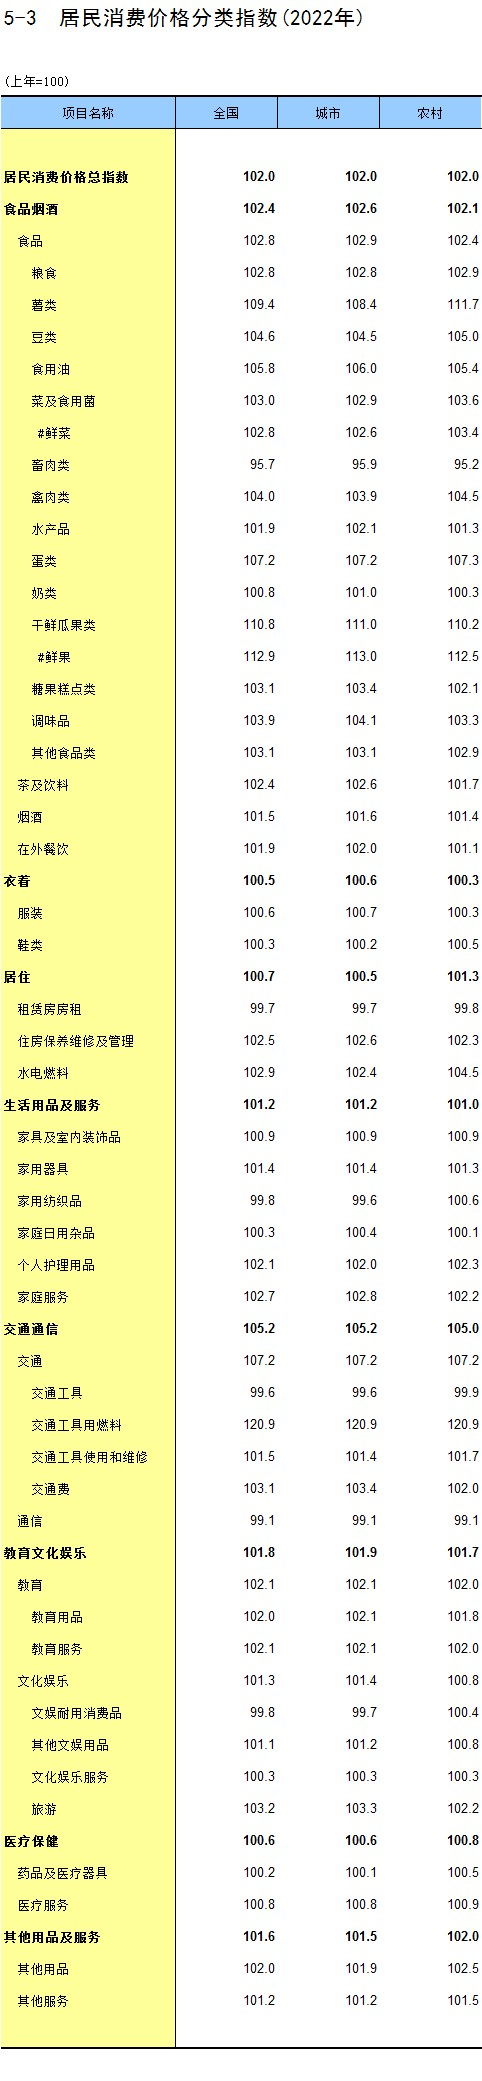 5-3 居民消费价格分类指数(2022年)
(上年=100)
项目名称 全国 城市 农村
居民消费价格总指数 102.0 102.0 102.0
食品烟酒 102.4 102.6 102.1
食品 102.8 102.9 102.4
粮食 102.8 102.8 102.9
薯类 109.4 108.4 111.7
豆类 104.6 104.5 105.0
食用油 105.8 106.0 105.4
菜及食用菌 103.0 102.9 103.6
#鲜菜 102.8 102.6 103.4
畜肉类 95.7 95.9 95.2
禽肉类 104.0 103.9 104.5
水产品 101.9 102.1 101.3
蛋类 107.2 107.2 107.3
奶类 100.8 101.0 100.3
干鲜瓜果类 110.8 111.0 110.2
#鲜果 112.9 113.0 112.5
糖果糕点类 103.1 103.4 102.1
调味品 103.9 104.1 103.3
其他食品类 103.1 103.1 102.9
茶及饮料 102.4 102.6 101.7
烟酒 101.5 101.6 101.4
在外餐饮 101.9 102.0 101.1
衣着 100.5 100.6 100.3
服装 100.6 100.7 100.3
鞋类 100.3 100.2 100.5
居住 100.7 100.5 101.3
租赁房房租 99.7 99.7 99.8
住房保养维修及管理 102.5 102.6 102.3
水电燃料 102.9 102.4 104.5
生活用品及服务 101.2 101.2 101.0
家具及室内装饰品 100.9 100.9 100.9
家用器具 101.4 101.4 101.3
家用纺织品 99.8 99.6 100.6
家庭日用杂品 100.3 100.4 100.1
个人护理用品 102.1 102.0 102.3
家庭服务 102.7 102.8 102.2
交通通信 105.2 105.2 105.0
交通 107.2 107.2 107.2
交通工具 99.6 99.6 99.9
交通工具用燃料 120.9 120.9 120.9
交通工具使用和维修 101.5 101.4 101.7
交通费 103.1 103.4 102.0
通信 99.1 99.1 99.1
教育文化娱乐 101.8 101.9 101.7
教育 102.1 102.1 102.0
教育用品 102.0 102.1 101.8
教育服务 102.1 102.1 102.0
文化娱乐 101.3 101.4 100.8
文娱耐用消费品 99.8 99.7 100.4
其他文娱用品 101.1 101.2 100.8
文化娱乐服务 100.3 100.3 100.3
旅游 103.2 103.3 102.2
医疗保健 100.6 100.6 100.8
药品及医疗器具 100.2 100.1 100.5
医疗服务 100.8 100.8 100.9
其他用品及服务 101.6 101.5 102.0
其他用品 102.0 101.9 102.5
其他服务 101.2 101.2 101.5